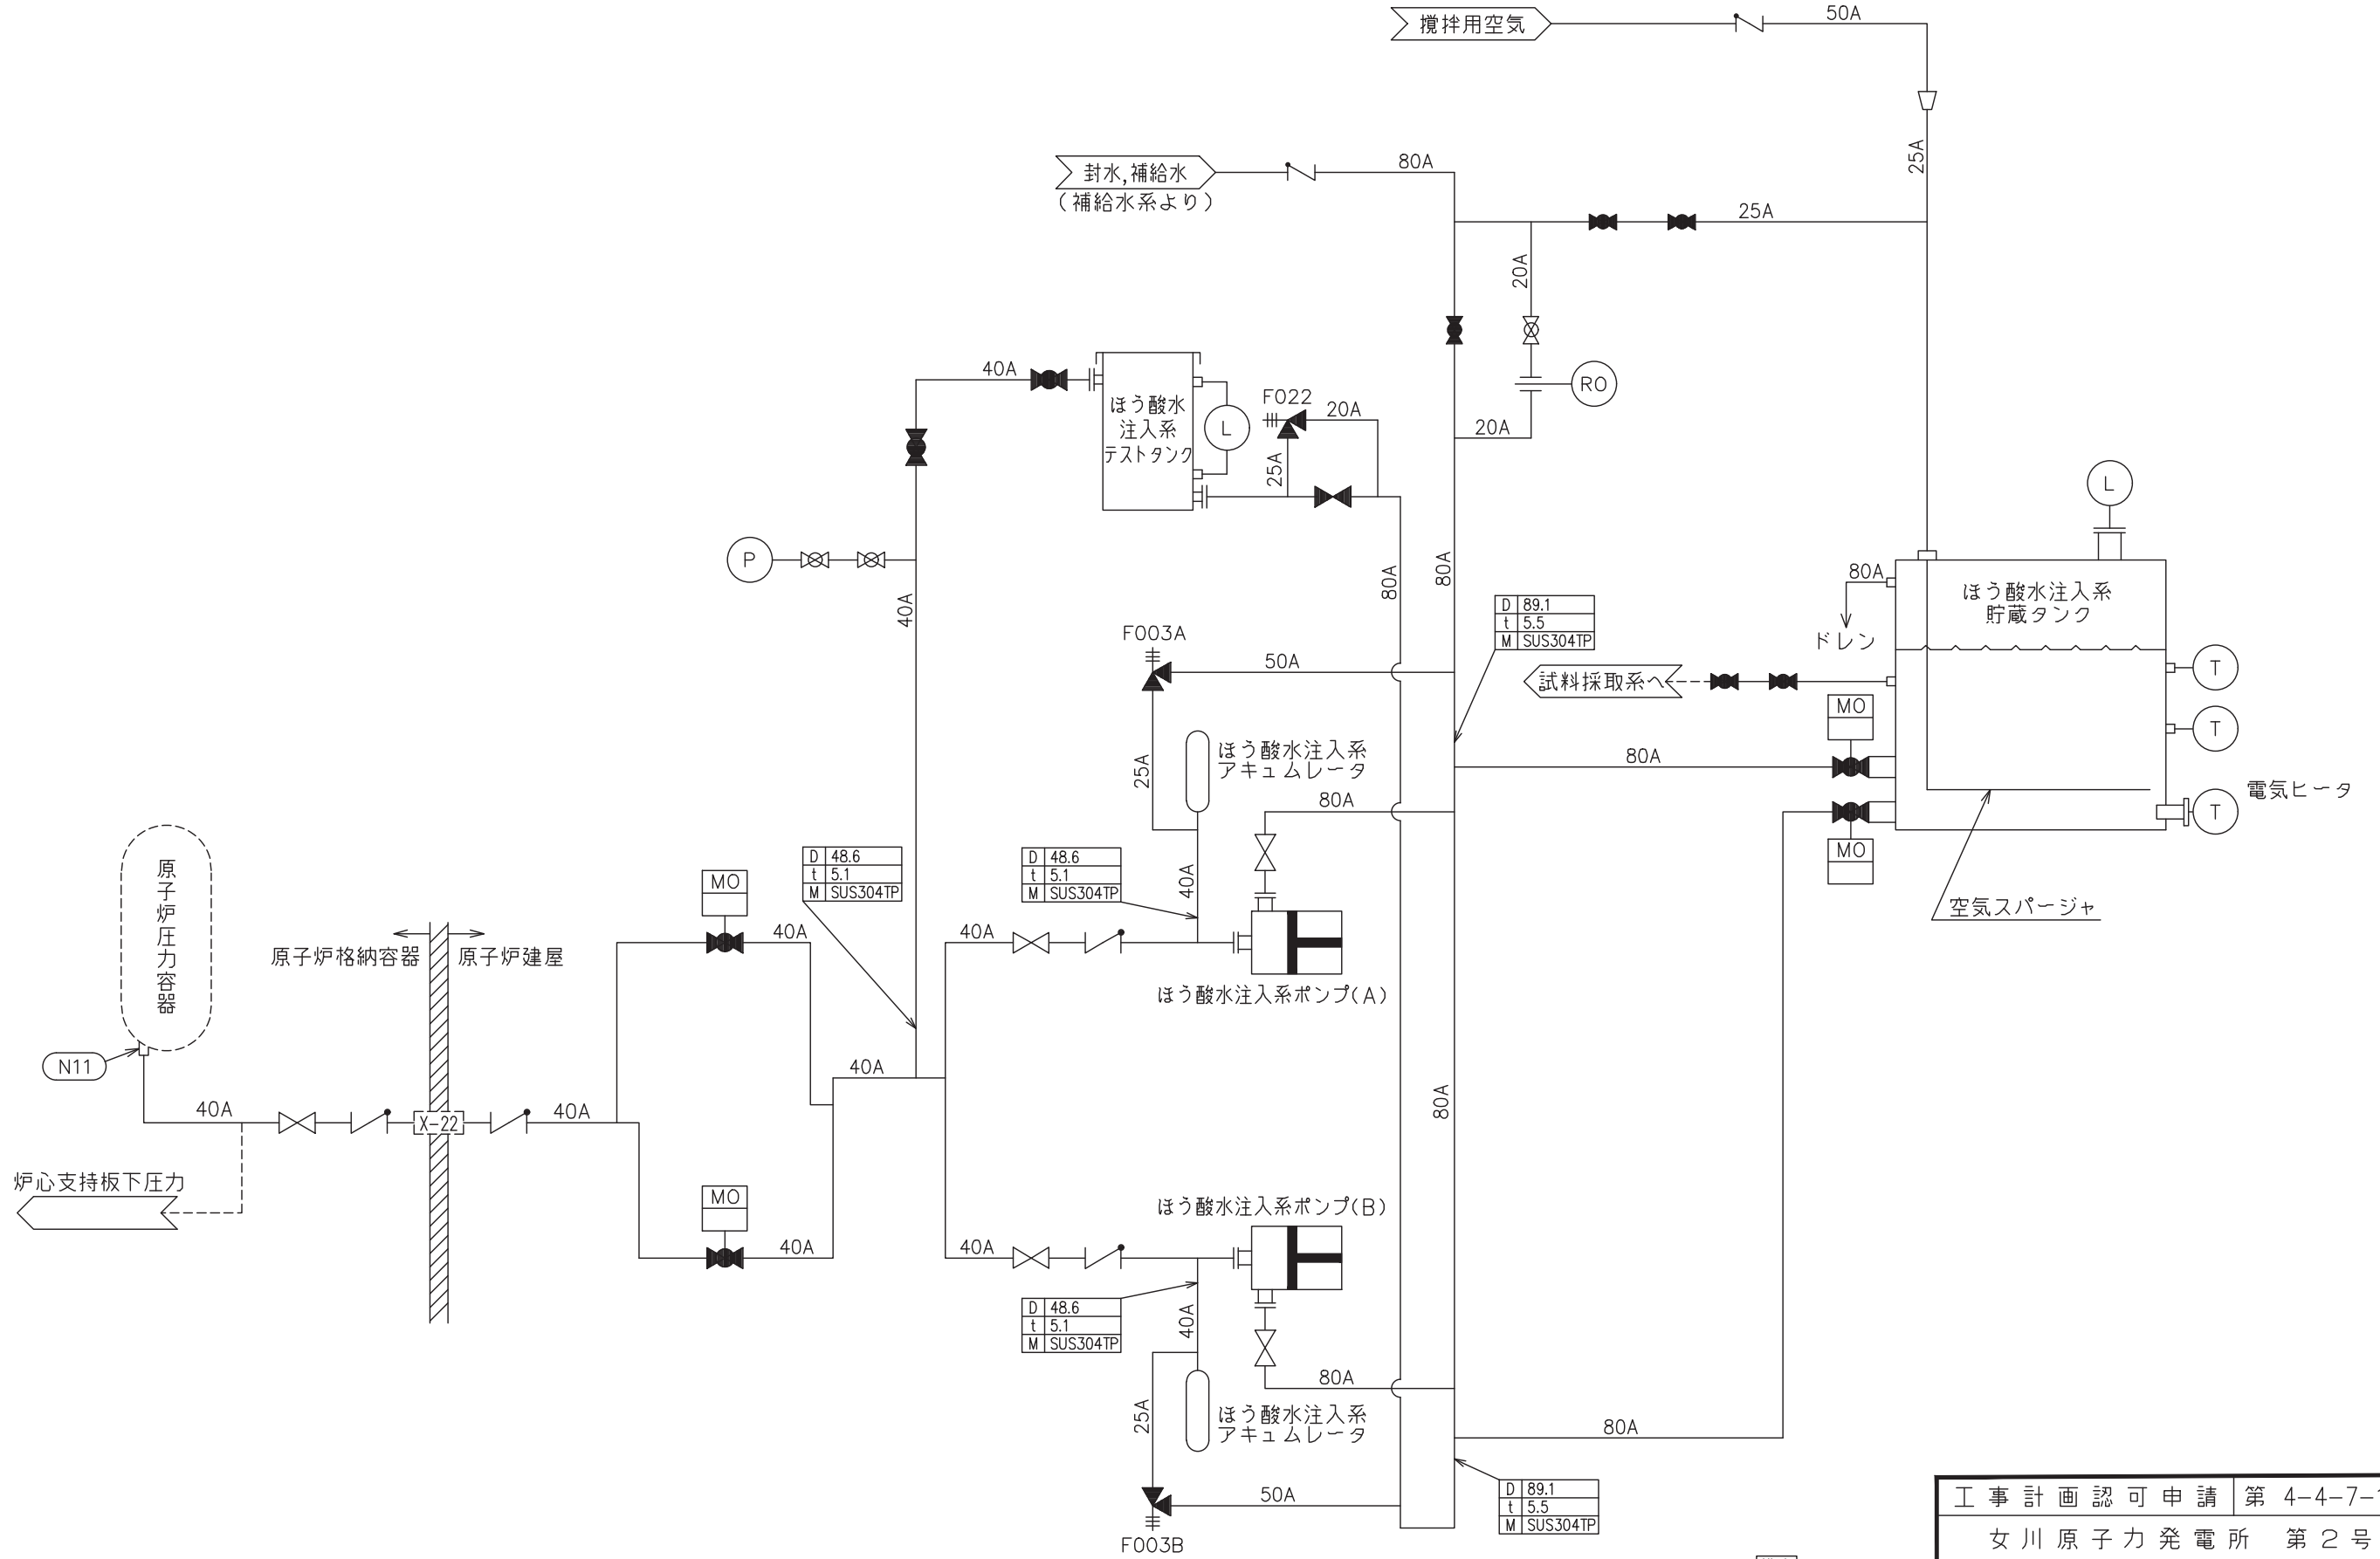 攪拌用空気
50A
25A
封水,補給水
(補給水系より)
80A
25A
20A
RO
20A
40A
ほう酸水
注入系
テストタンク
L
F022
20A
25A
P
40A
80A
80A
L
80A
ドレン
ほう酸水注入系
貯蔵タンク
D 89.1
t 5.5
M SUS304TP
試料採取系へ
T
T
T
電気ヒータ
MO
MO
80A
空気スパージャ
F003A
50A
25A
ほう酸水注入系
アキュムレータ
80A
40A
D 48.6
t 5.1
M SUS304TP
D 48.6
t 5.1
M SUS304TP
原子炉圧力容器
N11
原子炉格納容器
原子炉建屋
MO
40A
40A
ほう酸水注入系ポンプ(A)
40A
40A
X-22
40A
80A
炉心支持板下圧力
MO
40A
40A
ほう酸水注入系ポンプ(B)
D 48.6
t 5.1
M SUS304TP
40A
80A
25A
ほう酸水注入系
アキュムレータ
80A
50A
F003B
D 89.1
t 5.5
M SUS304TP
工事計画認可申請 第 4-4-7-1
女川原子力発電所 第2号